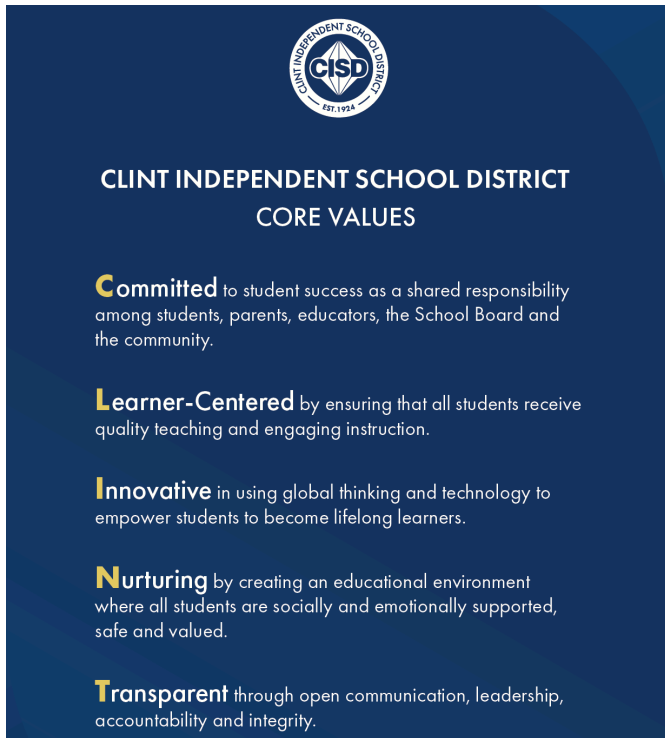 CLINT INDEPENDENT SCHOOL DISTRICT
CISD
EST.1924
CLINT INDEPENDENT SCHOOL DISTRICT
CORE VALUES
Committed to student success as a shared responsibility
among students, parents, educators, the School Board and
the community.
Learner-Centered by ensuring that all students receive
quality teaching and engaging instruction.
Innovative in using global thinking and technology to
empower students to become lifelong learners.
Nurturing by creating an educational environment
where all students are socially and emotionally supported,
safe and valued.
Transparent through open communication, leadership,
accountability and integrity.